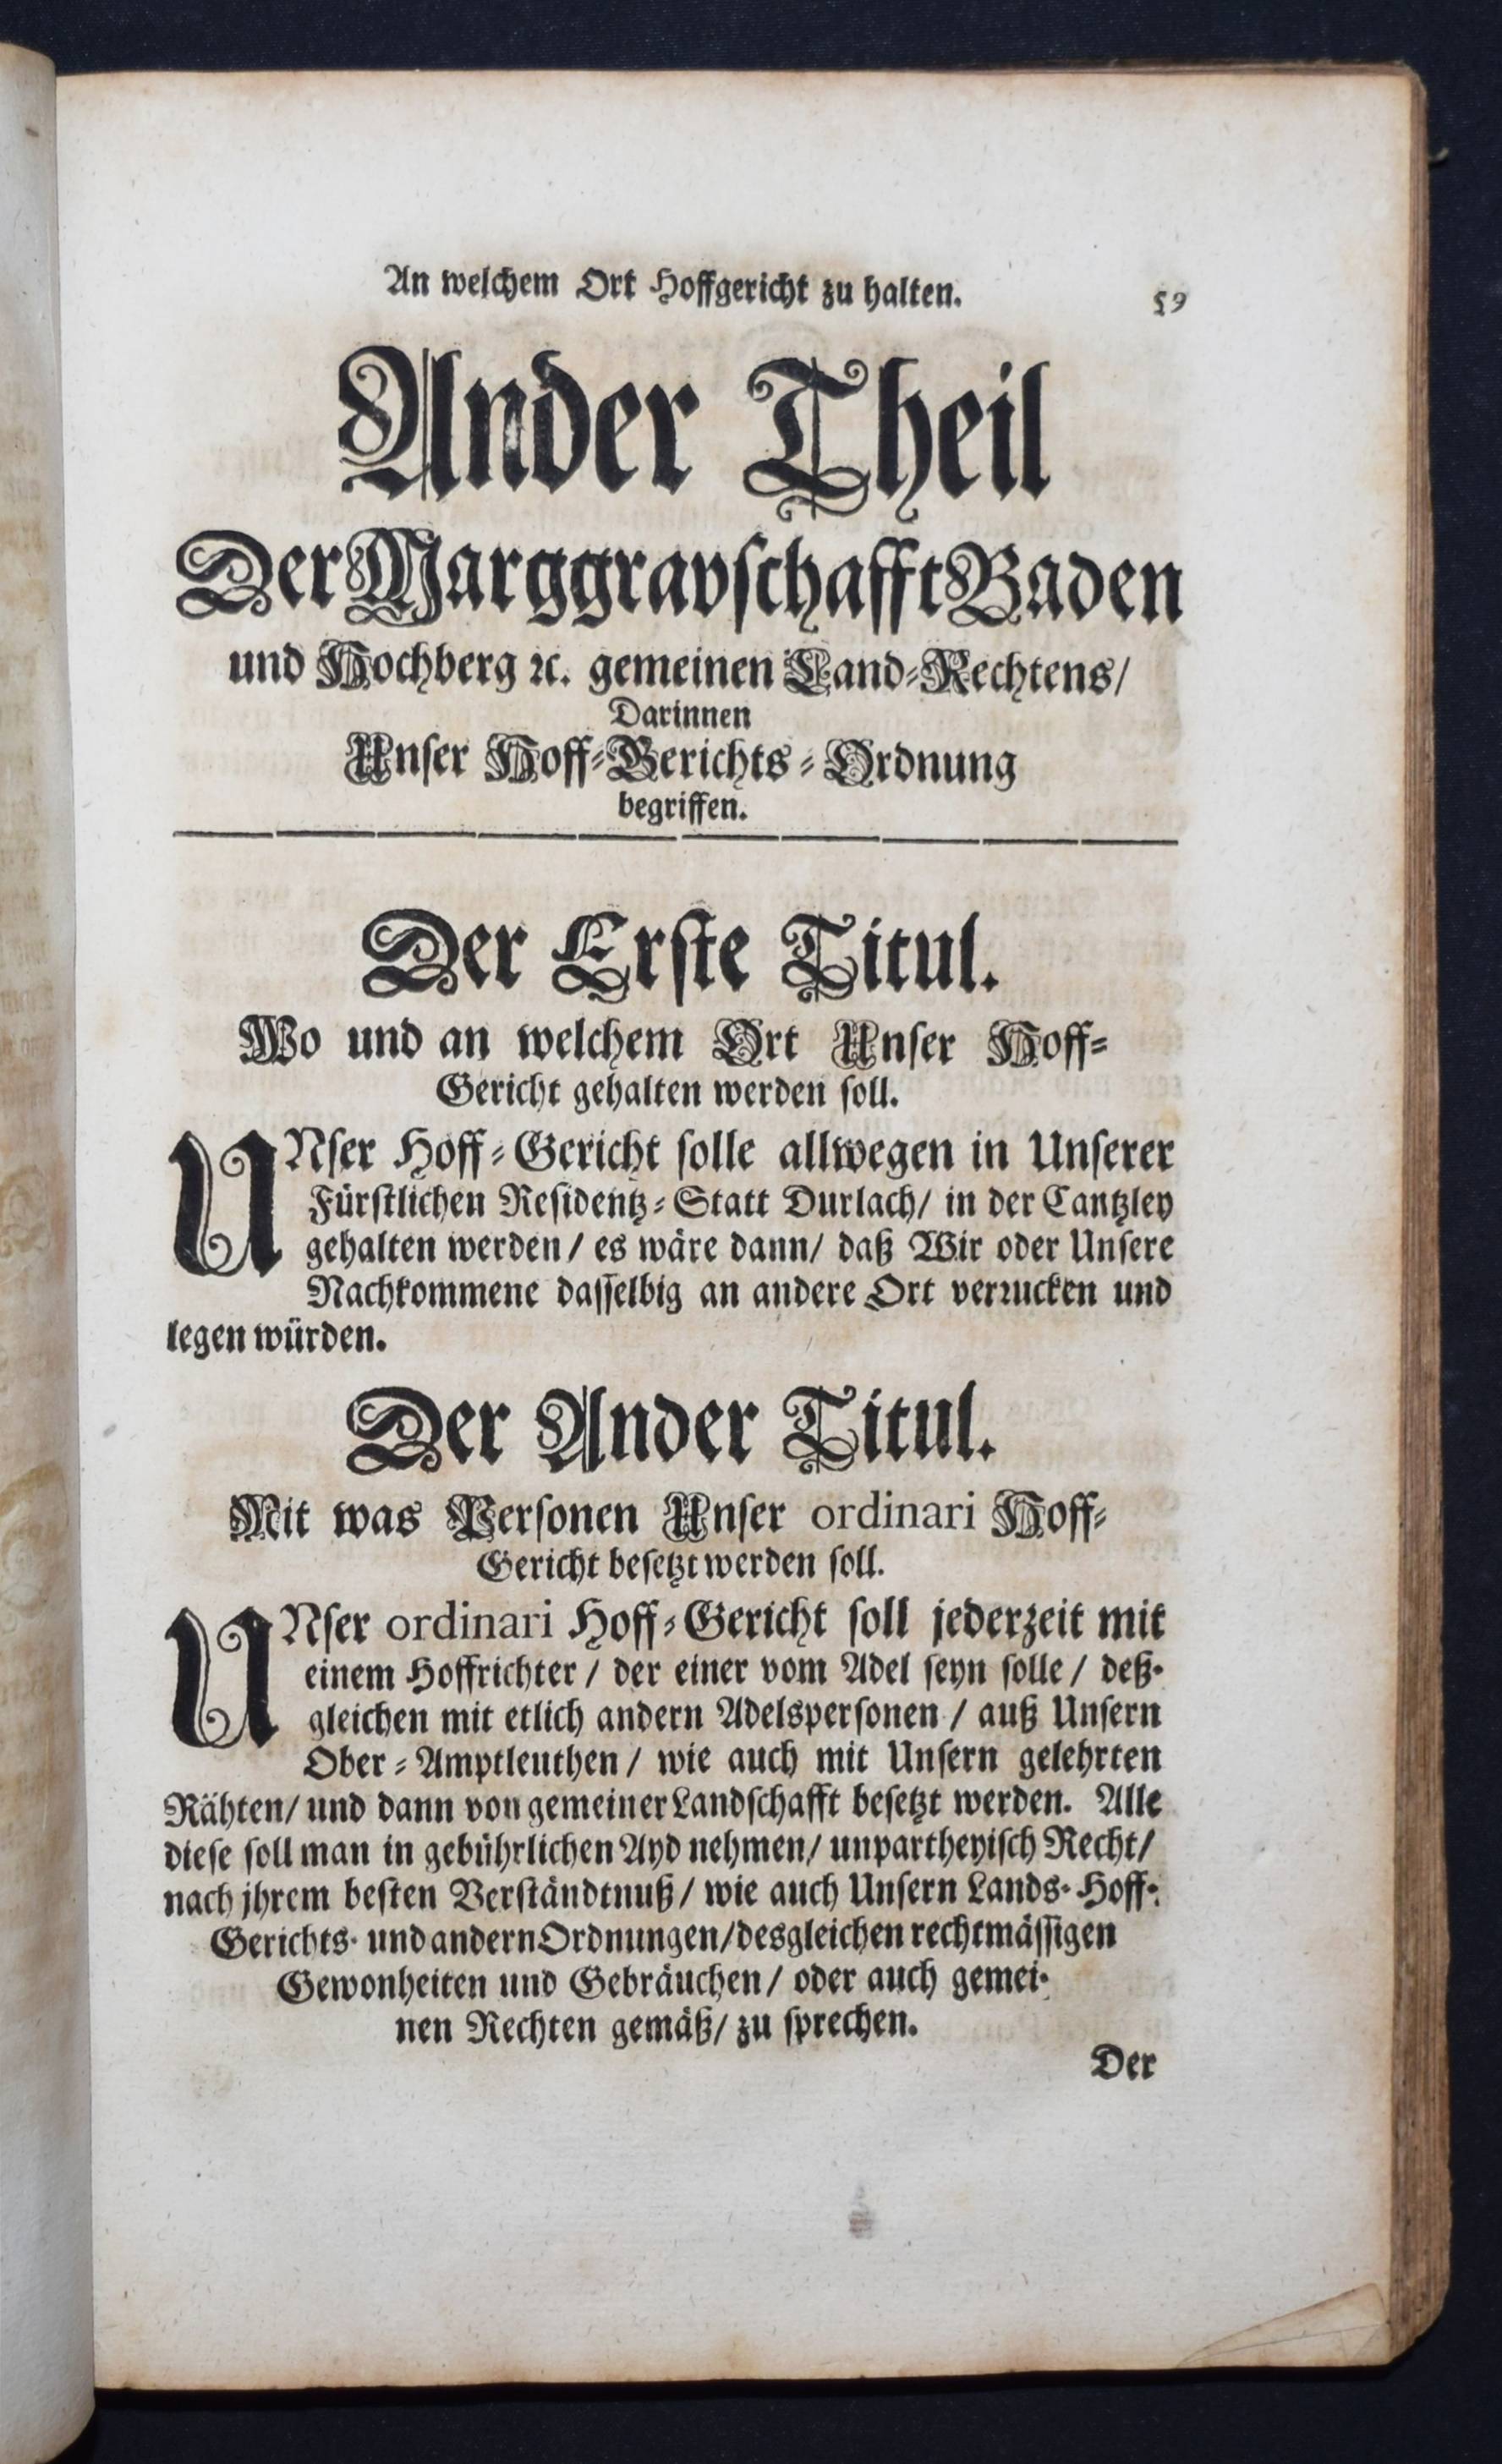 An welchem Ort Hoffgericht zu halten. 59
Ander Theil
Der Marggravschafft Baden
und Hochberg ꝛc. gemeinen Land-Rechtens/
Darinnen
Unser Hoff-Gerichts-Ordnung
begriffen.
Der Erste Titul.
Wo und an welchem Ort Unser Hoff-
Gericht gehalten werden soll.
UNser Hoff-Gericht solle allwegen in Unserer
Fürstlichen Residentz-Statt Durlach/ in der Cantzley
gehalten werden/ es wäre dann/ daß Wir oder Unsere
Nachkommene dasselbig an andere Ort verrucken und
legen würden.
Der Ander Titul.
Mit was Personen Unser ordinari Hoff-
Gericht besetzt werden soll.
UNser ordinari Hoff-Gericht soll jederzeit mit
einem Hoffrichter/ der einer vom Adel seyn solle/ deß-
gleichen mit etlich andern Adelspersonen/ auß Unsern
Ober-Amptleuthen/ wie auch mit Unsern gelehrten
Rähten/ und dann von gemeiner Landschafft besetzt werden. Alle
diese soll man in gebührlichen Ayd nehmen/ unpartheyisch Recht/
nach jhrem besten Verständtnuß/ wie auch Unsern Lands-Hoff-
Gerichts- und andern Ordnungen/ desgleichen rechtmässigen
Gewonheiten und Gebräuchen/ oder auch gemei-
nen Rechten gemäß/ zu sprechen.
Der